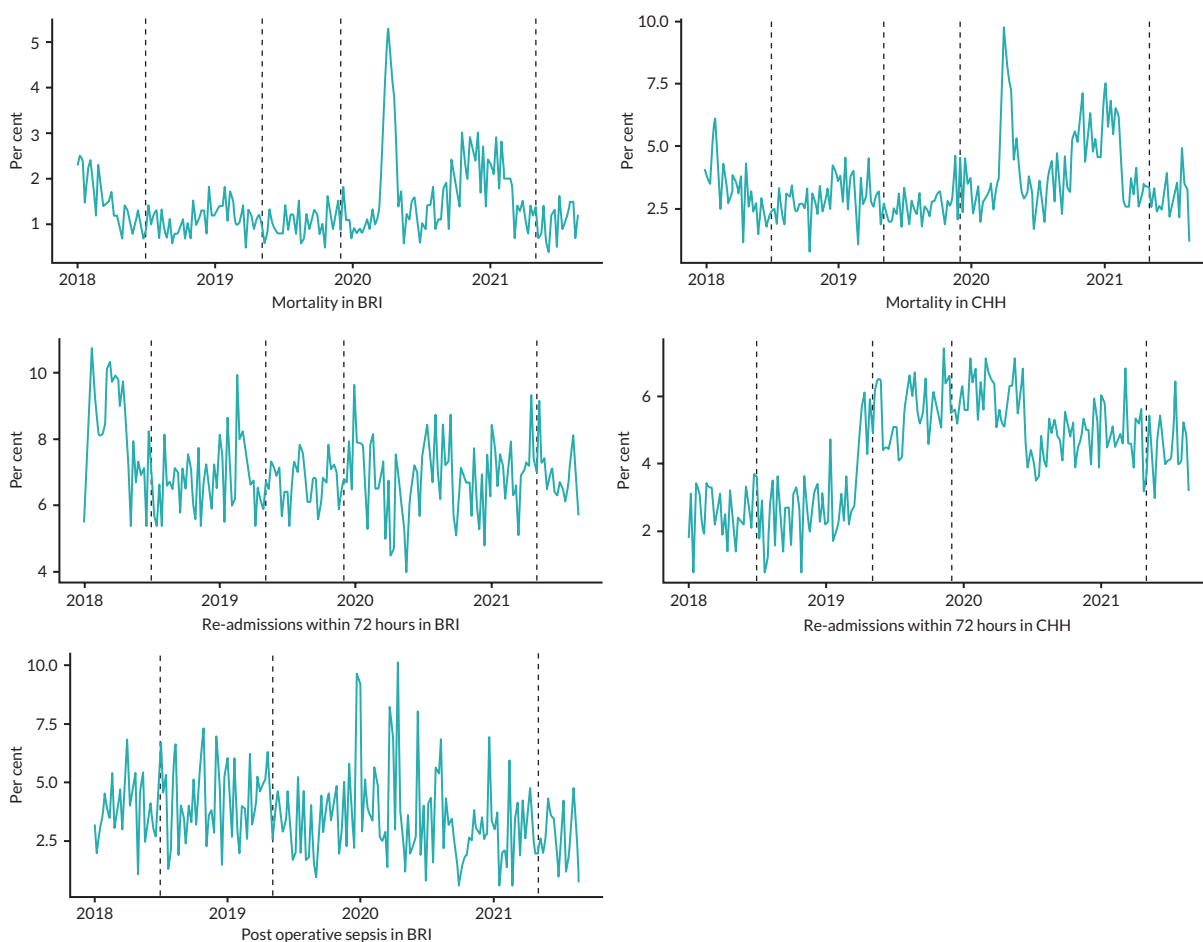 Per cent
5
4
3
2
1
2018 2019 2020 2021
Mortality in BRI
Per cent
10.0
7.5
5.0
2.5
2018 2019 2020 2021
Mortality in CHH
Per cent
10
8
6
4
2018 2019 2020 2021
Re-admissions within 72 hours in BRI
Per cent
6
4
2
2018 2019 2020 2021
Re-admissions within 72 hours in CHH
Per cent
10.0
7.5
5.0
2.5
2018 2019 2020 2021
Post operative sepsis in BRI